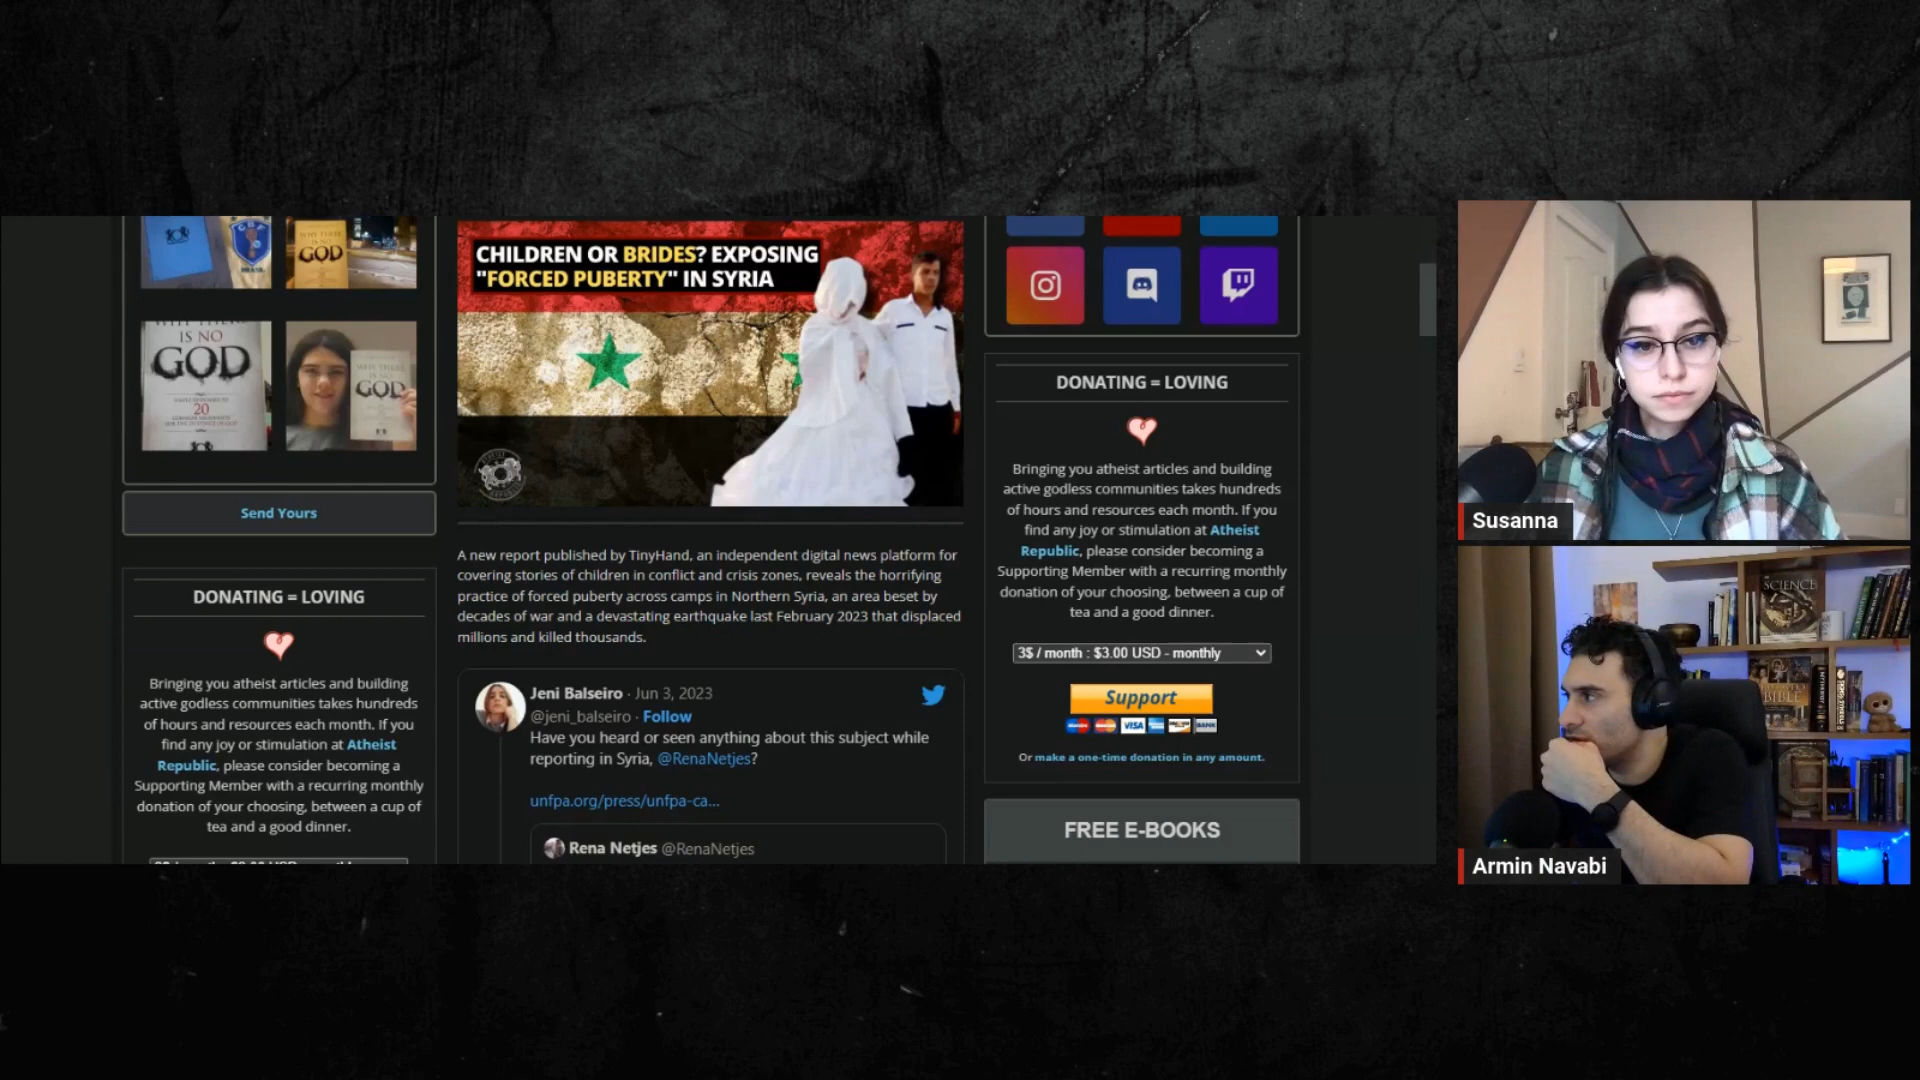 GOD
WHY THERE
IS NO
GOD
20
GOD
Send Yours
DONATING = LOVING
Bringing you atheist articles and building
active godless communities takes hundreds
of hours and resources each month. If you
find any joy or stimulation at Atheist
Republic, please consider becoming a
Supporting Member with a recurring monthly
donation of your choosing, between a cup of
tea and a good dinner.
CHILDREN OR BRIDES? EXPOSING
"FORCED PUBERTY" IN SYRIA
A new report published by TinyHand, an independent digital news platform for
covering stories of children in conflict and crisis zones, reveals the horrifying
practice of forced puberty across camps in Northern Syria, an area beset by
decades of war and a devastating earthquake last February 2023 that displaced
millions and killed thousands.
Jeni Balseiro · Jun 3, 2023
@jeni_balseiro · Follow
Have you heard or seen anything about this subject while
reporting in Syria, @RenaNetjes?
unfpa.org/press/unfpa-ca...
Rena Netjes @RenaNetjes
DONATING = LOVING
Bringing you atheist articles and building
active godless communities takes hundreds
of hours and resources each month. If you
find any joy or stimulation at Atheist
Republic, please consider becoming a
Supporting Member with a recurring monthly
donation of your choosing, between a cup of
tea and a good dinner.
3$ / month : $3.00 USD - monthly
Support
VISA
BANK
Or make a one-time donation in any amount.
FREE E-BOOKS
Susanna
SCIENCE
BIBLE
Armin Navabi